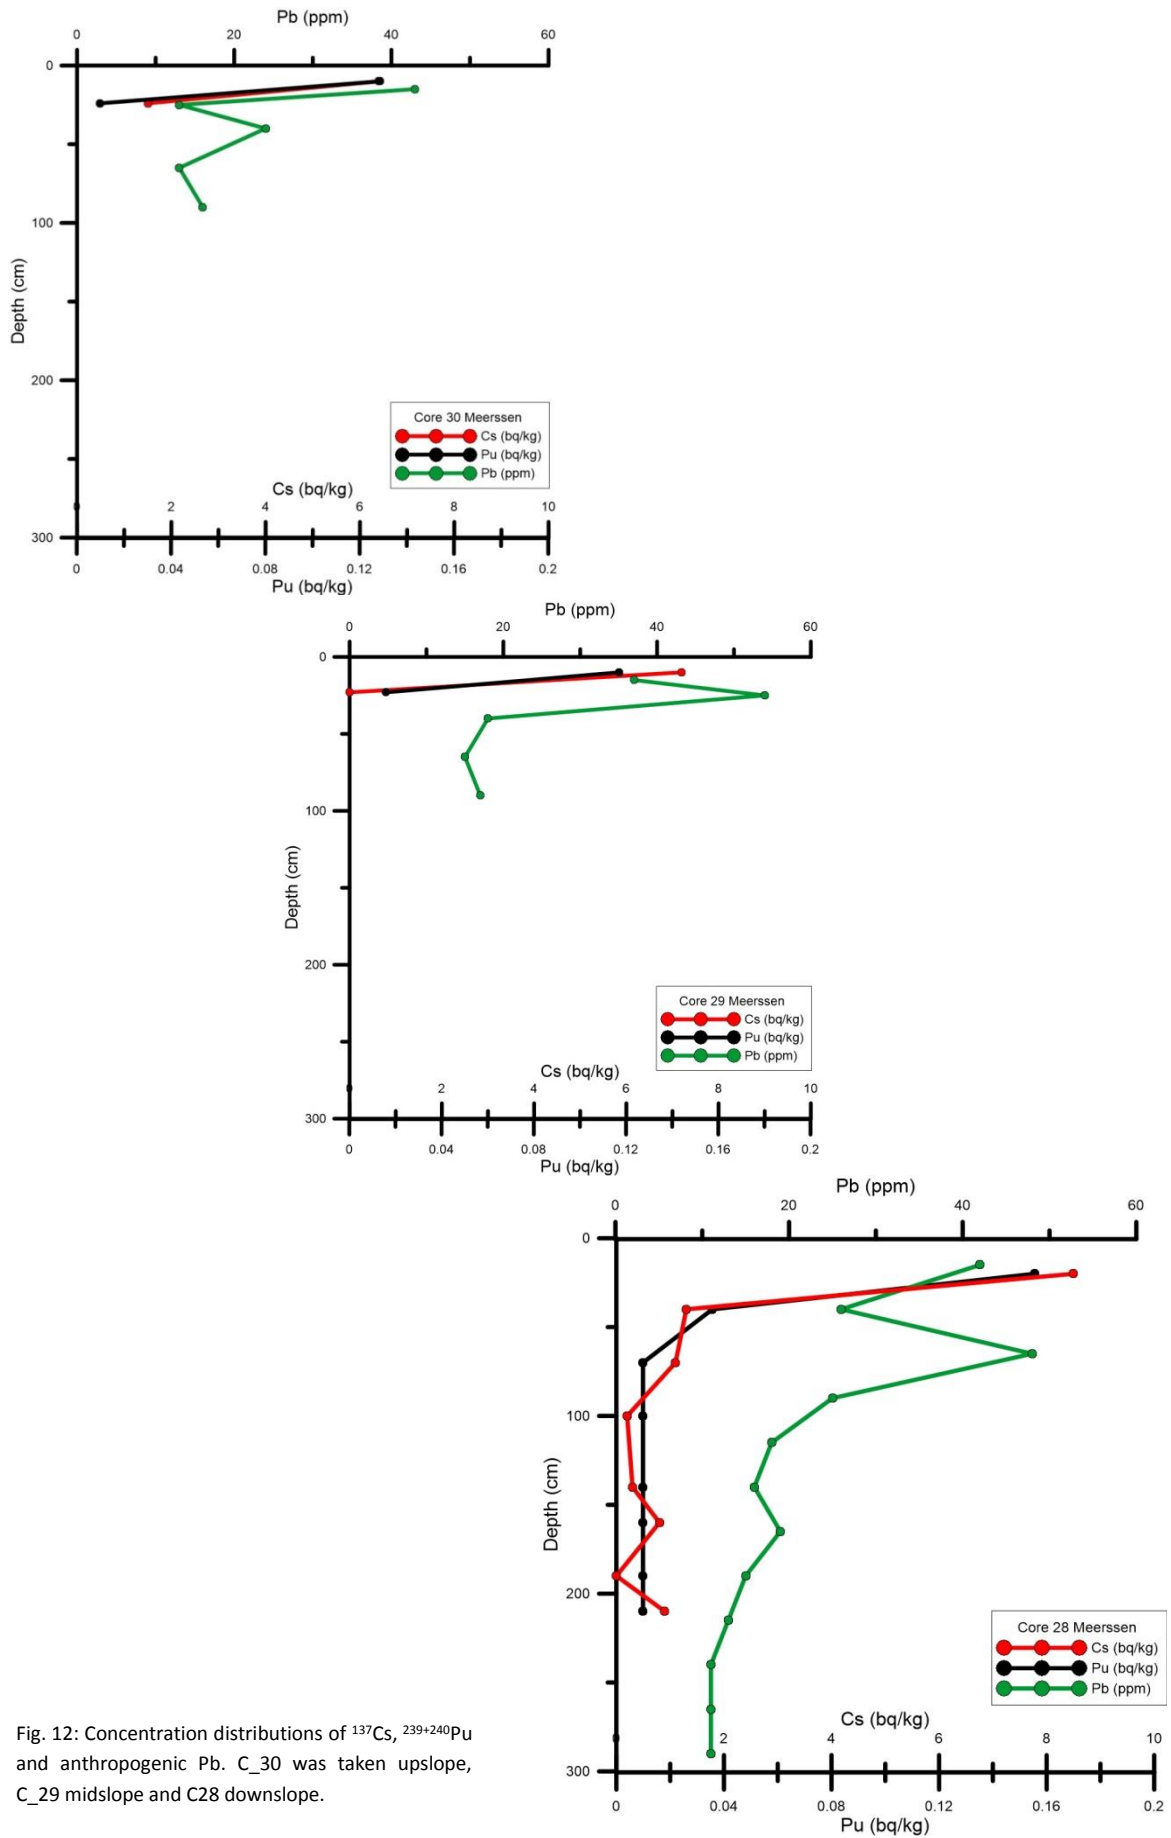 Pb (ppm)
0 20 40 60
0
100
200
300
Depth (cm)
Core 30 Meerssen
Cs (bq/kg)
Pu (bq/kg)
Pb (ppm)
Cs (bq/kg)
0 2 4 6 8 10
0 0.04 0.08 0.12 0.16 0.2
Pu (bq/kg)
Pb (ppm)
0 20 40 60
0
100
200
300
Depth (cm)
Core 29 Meerssen
Cs (bq/kg)
Pu (bq/kg)
Pb (ppm)
Cs (bq/kg)
0 2 4 6 8 10
0 0.04 0.08 0.12 0.16 0.2
Pu (bq/kg)
Pb (ppm)
0 20 40 60
0
100
200
300
Depth (cm)
Core 28 Meerssen
Cs (bq/kg)
Pu (bq/kg)
Pb (ppm)
Cs (bq/kg)
0 2 4 6 8 10
0 0.04 0.08 0.12 0.16 0.2
Pu (bq/kg)
Fig. 12: Concentration distributions of ¹³⁷Cs, ²³⁹⁺²⁴⁰Pu
and anthropogenic Pb. C_30 was taken upslope,
C_29 midslope and C28 downslope.